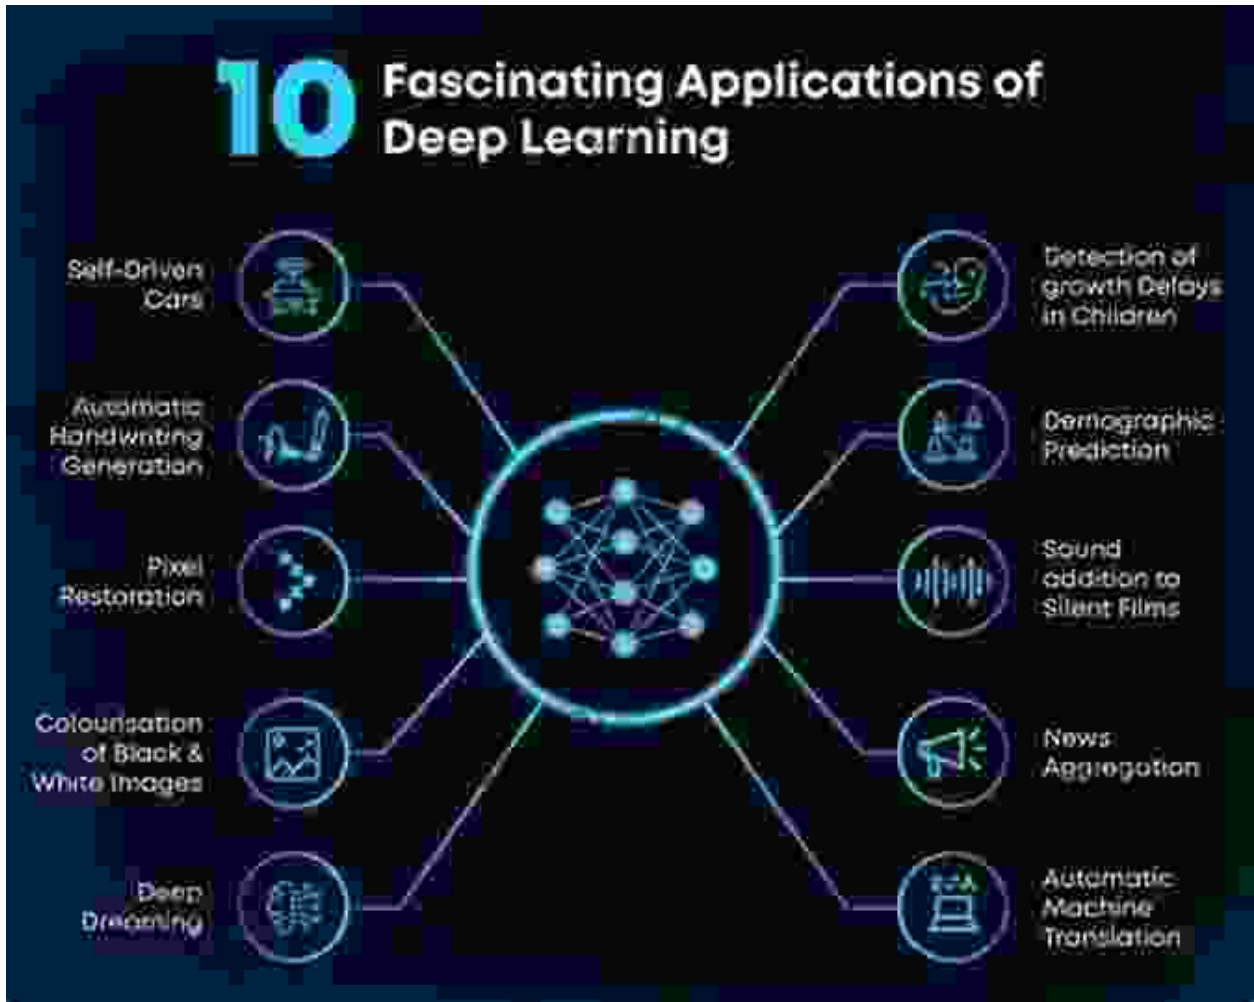 10 Fascinating Applications of
Deep Learning
Self-Driven
Cars
Automatic
Handwriting
Generation
Pixel
Restoration
Colourisation
of Black &
White Images
Deep
Dreaming
Detection of
growth Delays
in Children
Demographic
Prediction
Sound
addition to
Silent Films
News
Aggregation
Automatic
Machine
Translation